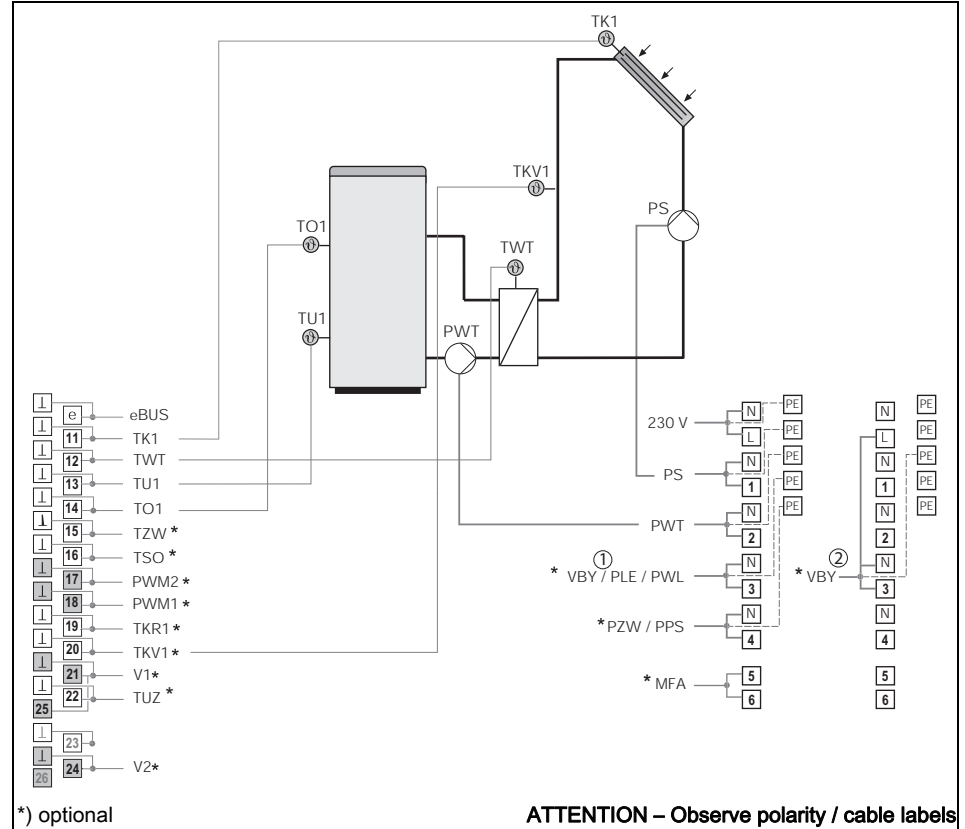 TK1
TKV1
PS
TO1
TWT
TU1
PWT
⊥ e eBUS
⊥ 11 TK1
⊥ 12 TWT
⊥ 13 TU1
⊥ 14 TO1
⊥ 15 TZW *
⊥ 16 TSO *
⊥ 17 PWM2 *
⊥ 18 PWM1 *
⊥ 19 TKR1 *
⊥ 20 TKV1 *
⊥ 21 V1*
⊥ 22 TUZ *
25
⊥ 23
⊥ 24 V2*
26
230 V N PE
L PE
PS N PE
1 PE
PWT N PE
2
①
* VBY / PLE / PWL N
3
* PZW / PPS N
4
* MFA 5
6
N PE
L PE
N PE
1 PE
N PE
2
②
* VBY N
3
N
4
5
6
*) optional
ATTENTION – Observe polarity / cable labels